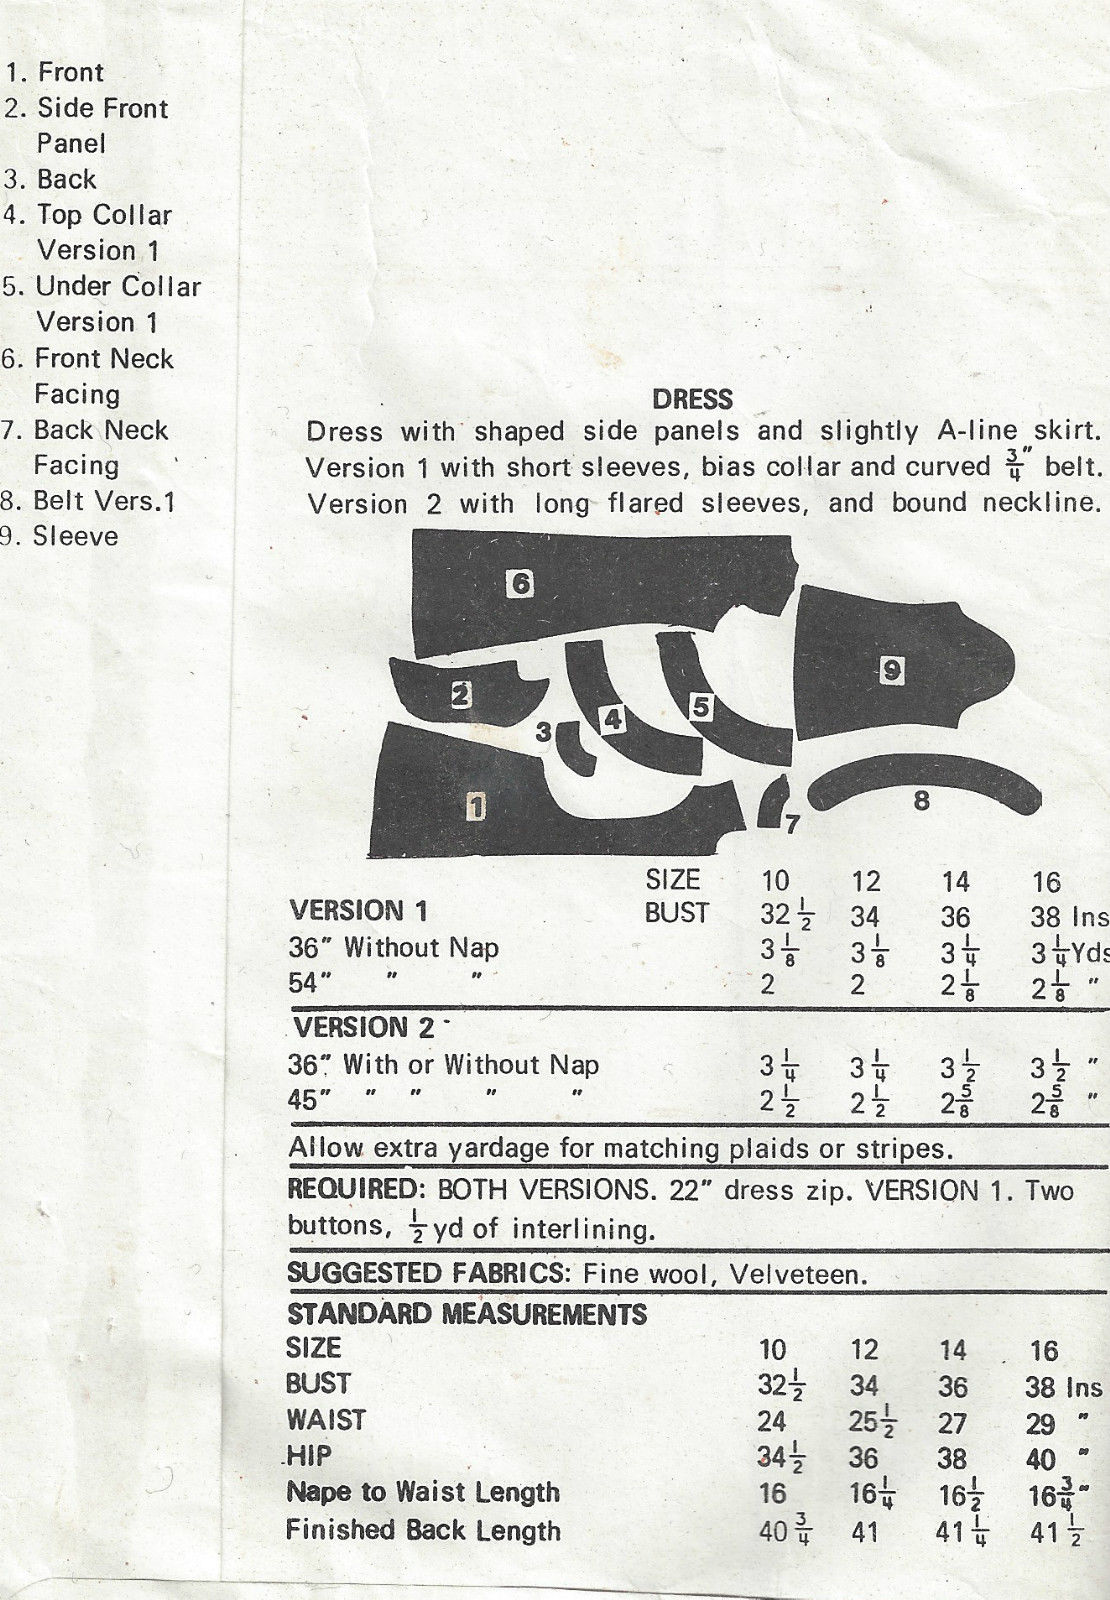 1. Front
2. Side Front
Panel
3. Back
4. Top Collar
Version 1
5. Under Collar
Version 1
6. Front Neck
Facing
7. Back Neck
Facing
8. Belt Vers.1
9. Sleeve
DRESS
Dress with shaped side panels and slightly A-line skirt.
Version 1 with short sleeves, bias collar and curved 3/4" belt.
Version 2 with long flared sleeves, and bound neckline.
6
9
2
4
5
3
1
8
7
SIZE 10 12 14 16
VERSION 1 BUST 32 1/2 34 36 38 Ins
36" Without Nap 3 1/8 3 1/8 3 1/4 3 1/4 Yds
54" " " 2 2 2 1/8 2 1/8 "
VERSION 2
36" With or Without Nap 3 1/4 3 1/4 3 1/2 3 1/2 "
45" " " " " 2 1/2 2 1/2 2 5/8 2 5/8 "
Allow extra yardage for matching plaids or stripes.
REQUIRED: BOTH VERSIONS. 22" dress zip. VERSION 1. Two
buttons, 1/2 yd of interlining.
SUGGESTED FABRICS: Fine wool, Velveteen.
STANDARD MEASUREMENTS
SIZE 10 12 14 16
BUST 32 1/2 34 36 38 Ins
WAIST 24 25 1/2 27 29 "
HIP 34 1/2 36 38 40 "
Nape to Waist Length 16 16 1/4 16 1/2 16 3/4 "
Finished Back Length 40 3/4 41 41 1/4 41 1/2